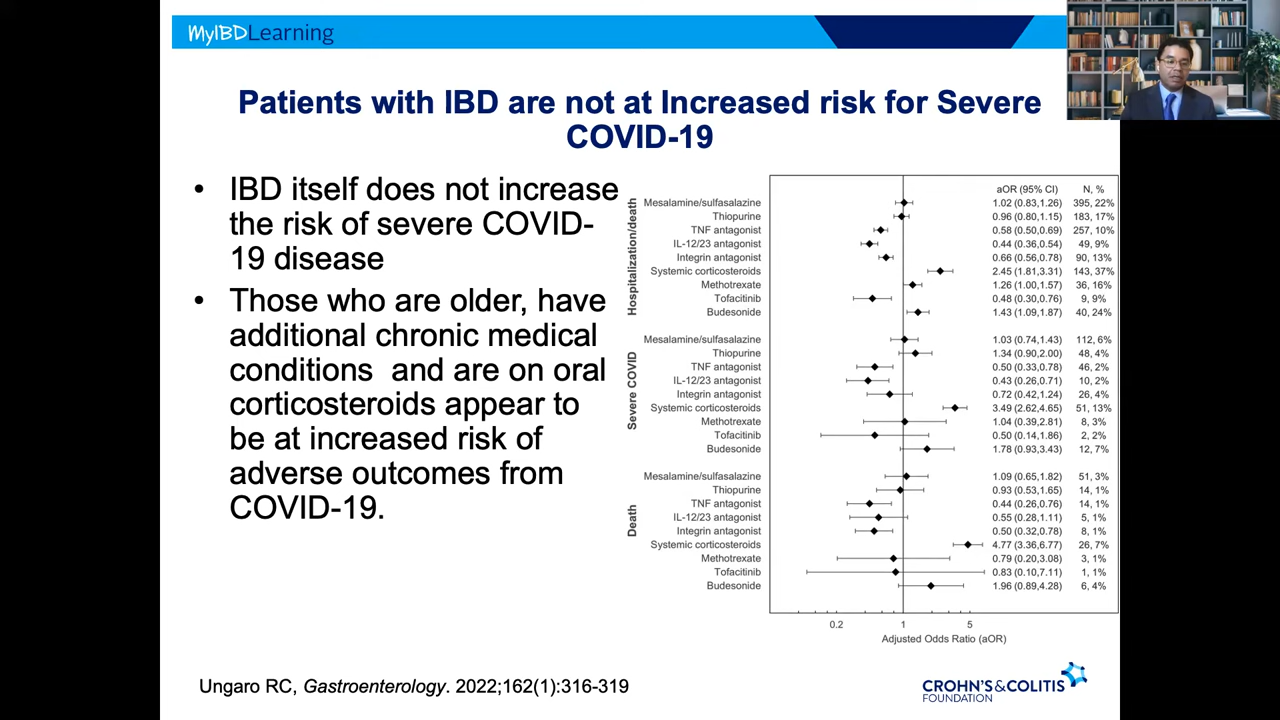 MyIBDLearning
Patients with IBD are not at Increased risk for Severe
COVID-19
• IBD itself does not increase
the risk of severe COVID-
19 disease
• Those who are older, have
additional chronic medical
conditions and are on oral
corticosteroids appear to
be at increased risk of
adverse outcomes from
COVID-19.
aOR (95% CI) N, %
Hospitalization/death
Mesalamine/sulfasalazine 1.02 (0.83,1.26) 395, 22%
Thiopurine 0.96 (0.80,1.15) 183, 17%
TNF antagonist 0.58 (0.50,0.69) 257, 10%
IL-12/23 antagonist 0.44 (0.36,0.54) 49, 9%
Integrin antagonist 0.66 (0.56,0.78) 90, 13%
Systemic corticosteroids 2.45 (1.81,3.31) 143, 37%
Methotrexate 1.26 (1.00,1.57) 36, 16%
Tofacitinib 0.48 (0.30,0.76) 9, 9%
Budesonide 1.43 (1.09,1.87) 40, 24%
Severe COVID
Mesalamine/sulfasalazine 1.03 (0.74,1.43) 112, 6%
Thiopurine 1.34 (0.90,2.00) 48, 4%
TNF antagonist 0.50 (0.33,0.78) 46, 2%
IL-12/23 antagonist 0.43 (0.26,0.71) 10, 2%
Integrin antagonist 0.72 (0.42,1.24) 26, 4%
Systemic corticosteroids 3.49 (2.62,4.65) 51, 13%
Methotrexate 1.04 (0.39,2.81) 8, 3%
Tofacitinib 0.50 (0.14,1.86) 2, 2%
Budesonide 1.78 (0.93,3.43) 12, 7%
Death
Mesalamine/sulfasalazine 1.09 (0.65,1.82) 51, 3%
Thiopurine 0.93 (0.53,1.65) 14, 1%
TNF antagonist 0.44 (0.26,0.76) 14, 1%
IL-12/23 antagonist 0.55 (0.28,1.11) 5, 1%
Integrin antagonist 0.50 (0.32,0.78) 8, 1%
Systemic corticosteroids 4.77 (3.36,6.77) 26, 7%
Methotrexate 0.79 (0.20,3.08) 3, 1%
Tofacitinib 0.83 (0.10,7.11) 1, 1%
Budesonide 1.96 (0.89,4.28) 6, 4%
0.2 1 5
Adjusted Odds Ratio (aOR)
Ungaro RC, Gastroenterology. 2022;162(1):316-319
CROHN'S&COLITIS
FOUNDATION